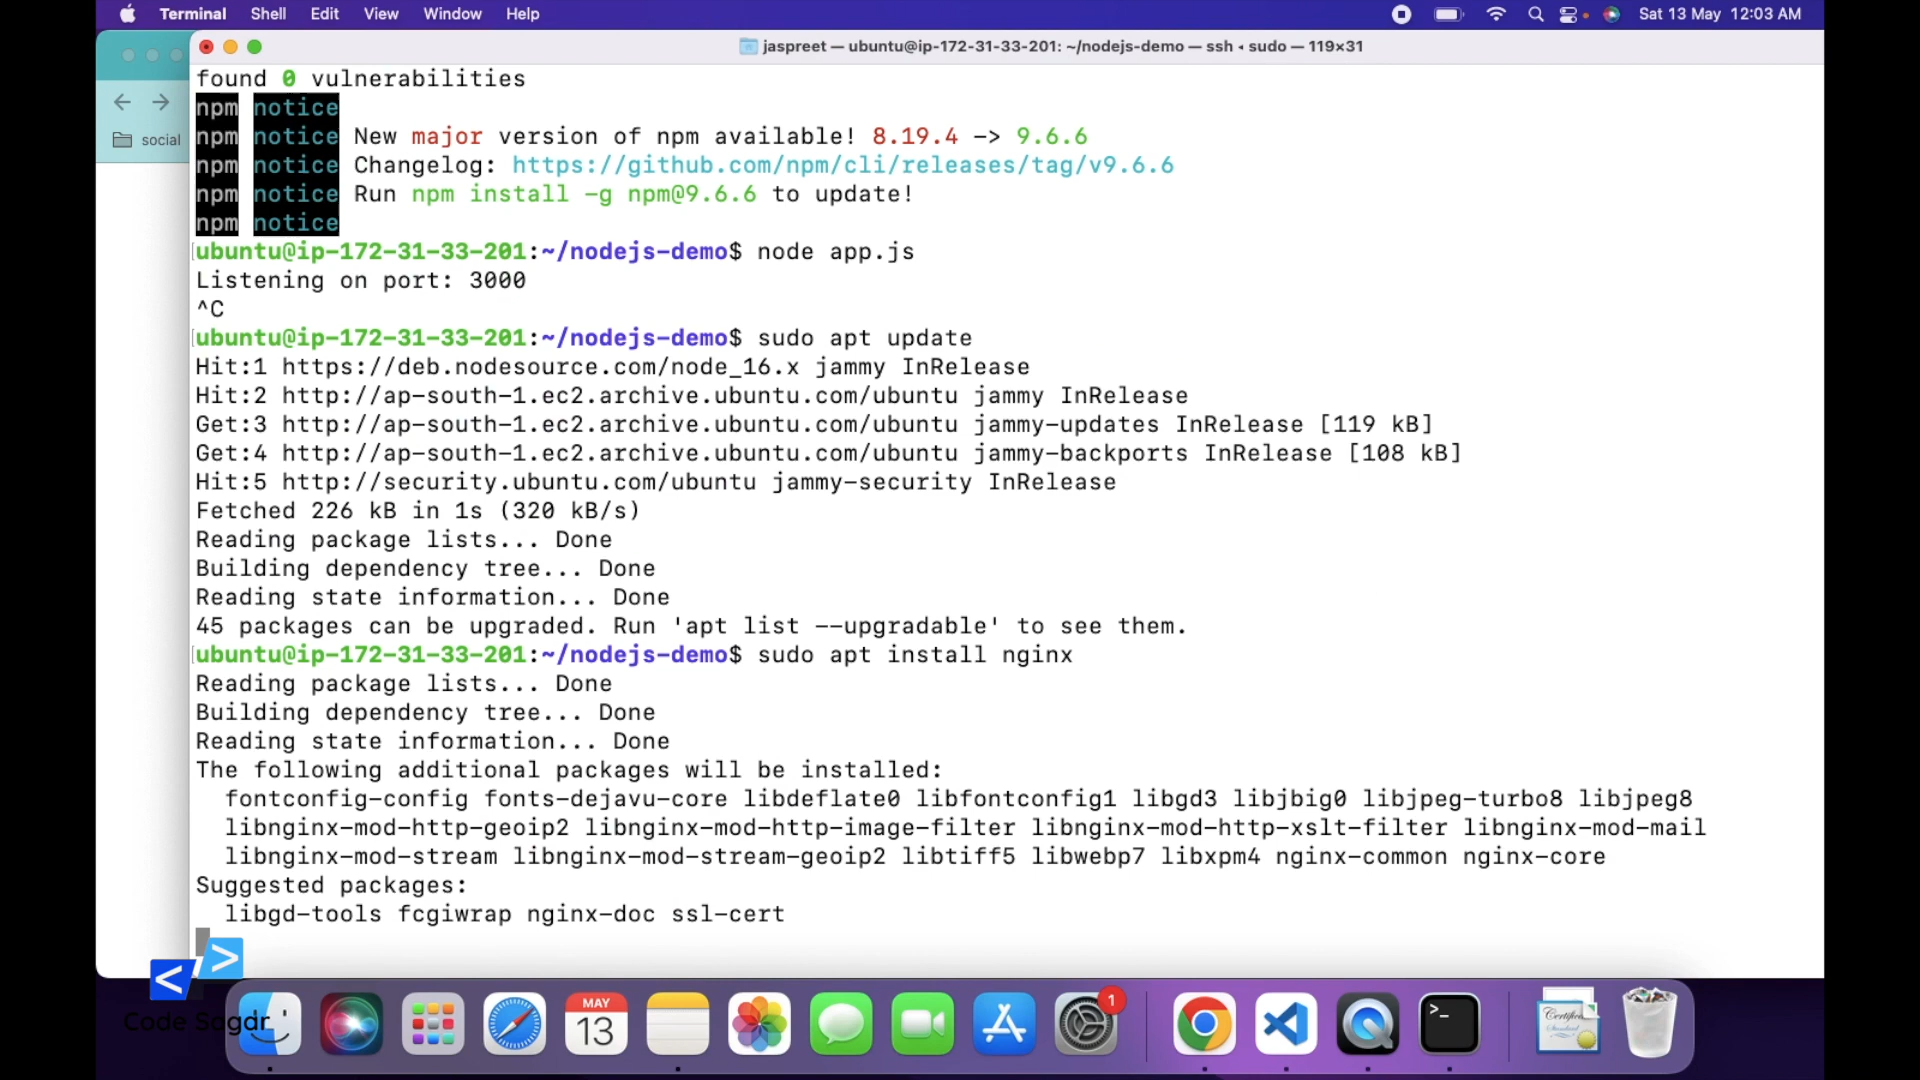 Terminal Shell Edit View Window Help Sat 13 May 12:03 AM
jaspreet — ubuntu@ip-172-31-33-201: ~/nodejs-demo — ssh ◂ sudo — 119×31
social
found 0 vulnerabilities
npm notice
npm notice New major version of npm available! 8.19.4 -> 9.6.6
npm notice Changelog: https://github.com/npm/cli/releases/tag/v9.6.6
npm notice Run npm install -g npm@9.6.6 to update!
npm notice
ubuntu@ip-172-31-33-201:~/nodejs-demo$ node app.js
Listening on port: 3000
^C
ubuntu@ip-172-31-33-201:~/nodejs-demo$ sudo apt update
Hit:1 https://deb.nodesource.com/node_16.x jammy InRelease
Hit:2 http://ap-south-1.ec2.archive.ubuntu.com/ubuntu jammy InRelease
Get:3 http://ap-south-1.ec2.archive.ubuntu.com/ubuntu jammy-updates InRelease [119 kB]
Get:4 http://ap-south-1.ec2.archive.ubuntu.com/ubuntu jammy-backports InRelease [108 kB]
Hit:5 http://security.ubuntu.com/ubuntu jammy-security InRelease
Fetched 226 kB in 1s (320 kB/s)
Reading package lists... Done
Building dependency tree... Done
Reading state information... Done
45 packages can be upgraded. Run 'apt list --upgradable' to see them.
ubuntu@ip-172-31-33-201:~/nodejs-demo$ sudo apt install nginx
Reading package lists... Done
Building dependency tree... Done
Reading state information... Done
The following additional packages will be installed:
  fontconfig-config fonts-dejavu-core libdeflate0 libfontconfig1 libgd3 libjbig0 libjpeg-turbo8 libjpeg8
  libnginx-mod-http-geoip2 libnginx-mod-http-image-filter libnginx-mod-http-xslt-filter libnginx-mod-mail
  libnginx-mod-stream libnginx-mod-stream-geoip2 libtiff5 libwebp7 libxpm4 nginx-common nginx-core
Suggested packages:
  libgd-tools fcgiwrap nginx-doc ssl-cert
</>
Code
MAY
13
1
>_